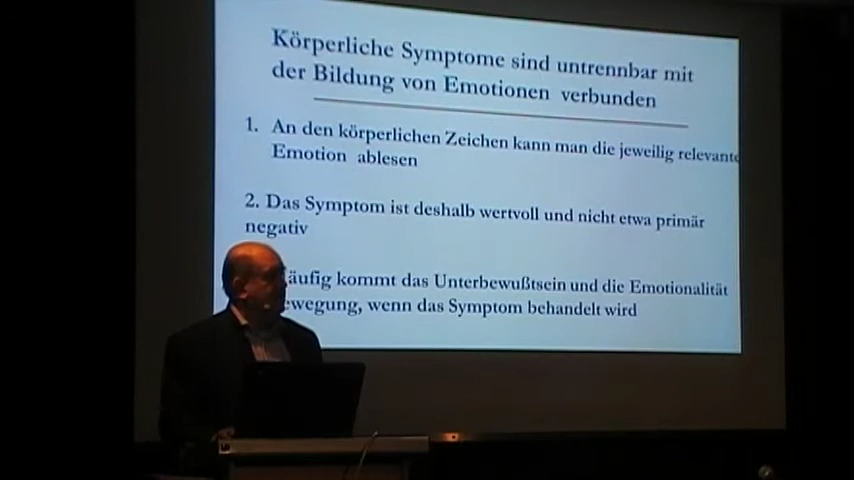 Körperliche Symptome sind untrennbar mit
der Bildung von Emotionen verbunden
1. An den körperlichen Zeichen kann man die jeweilig relevante
Emotion ablesen
2. Das Symptom ist deshalb wertvoll und nicht etwa primär
negativ
äufig kommt das Unterbewußtsein und die Emotionalität
ewegung, wenn das Symptom behandelt wird